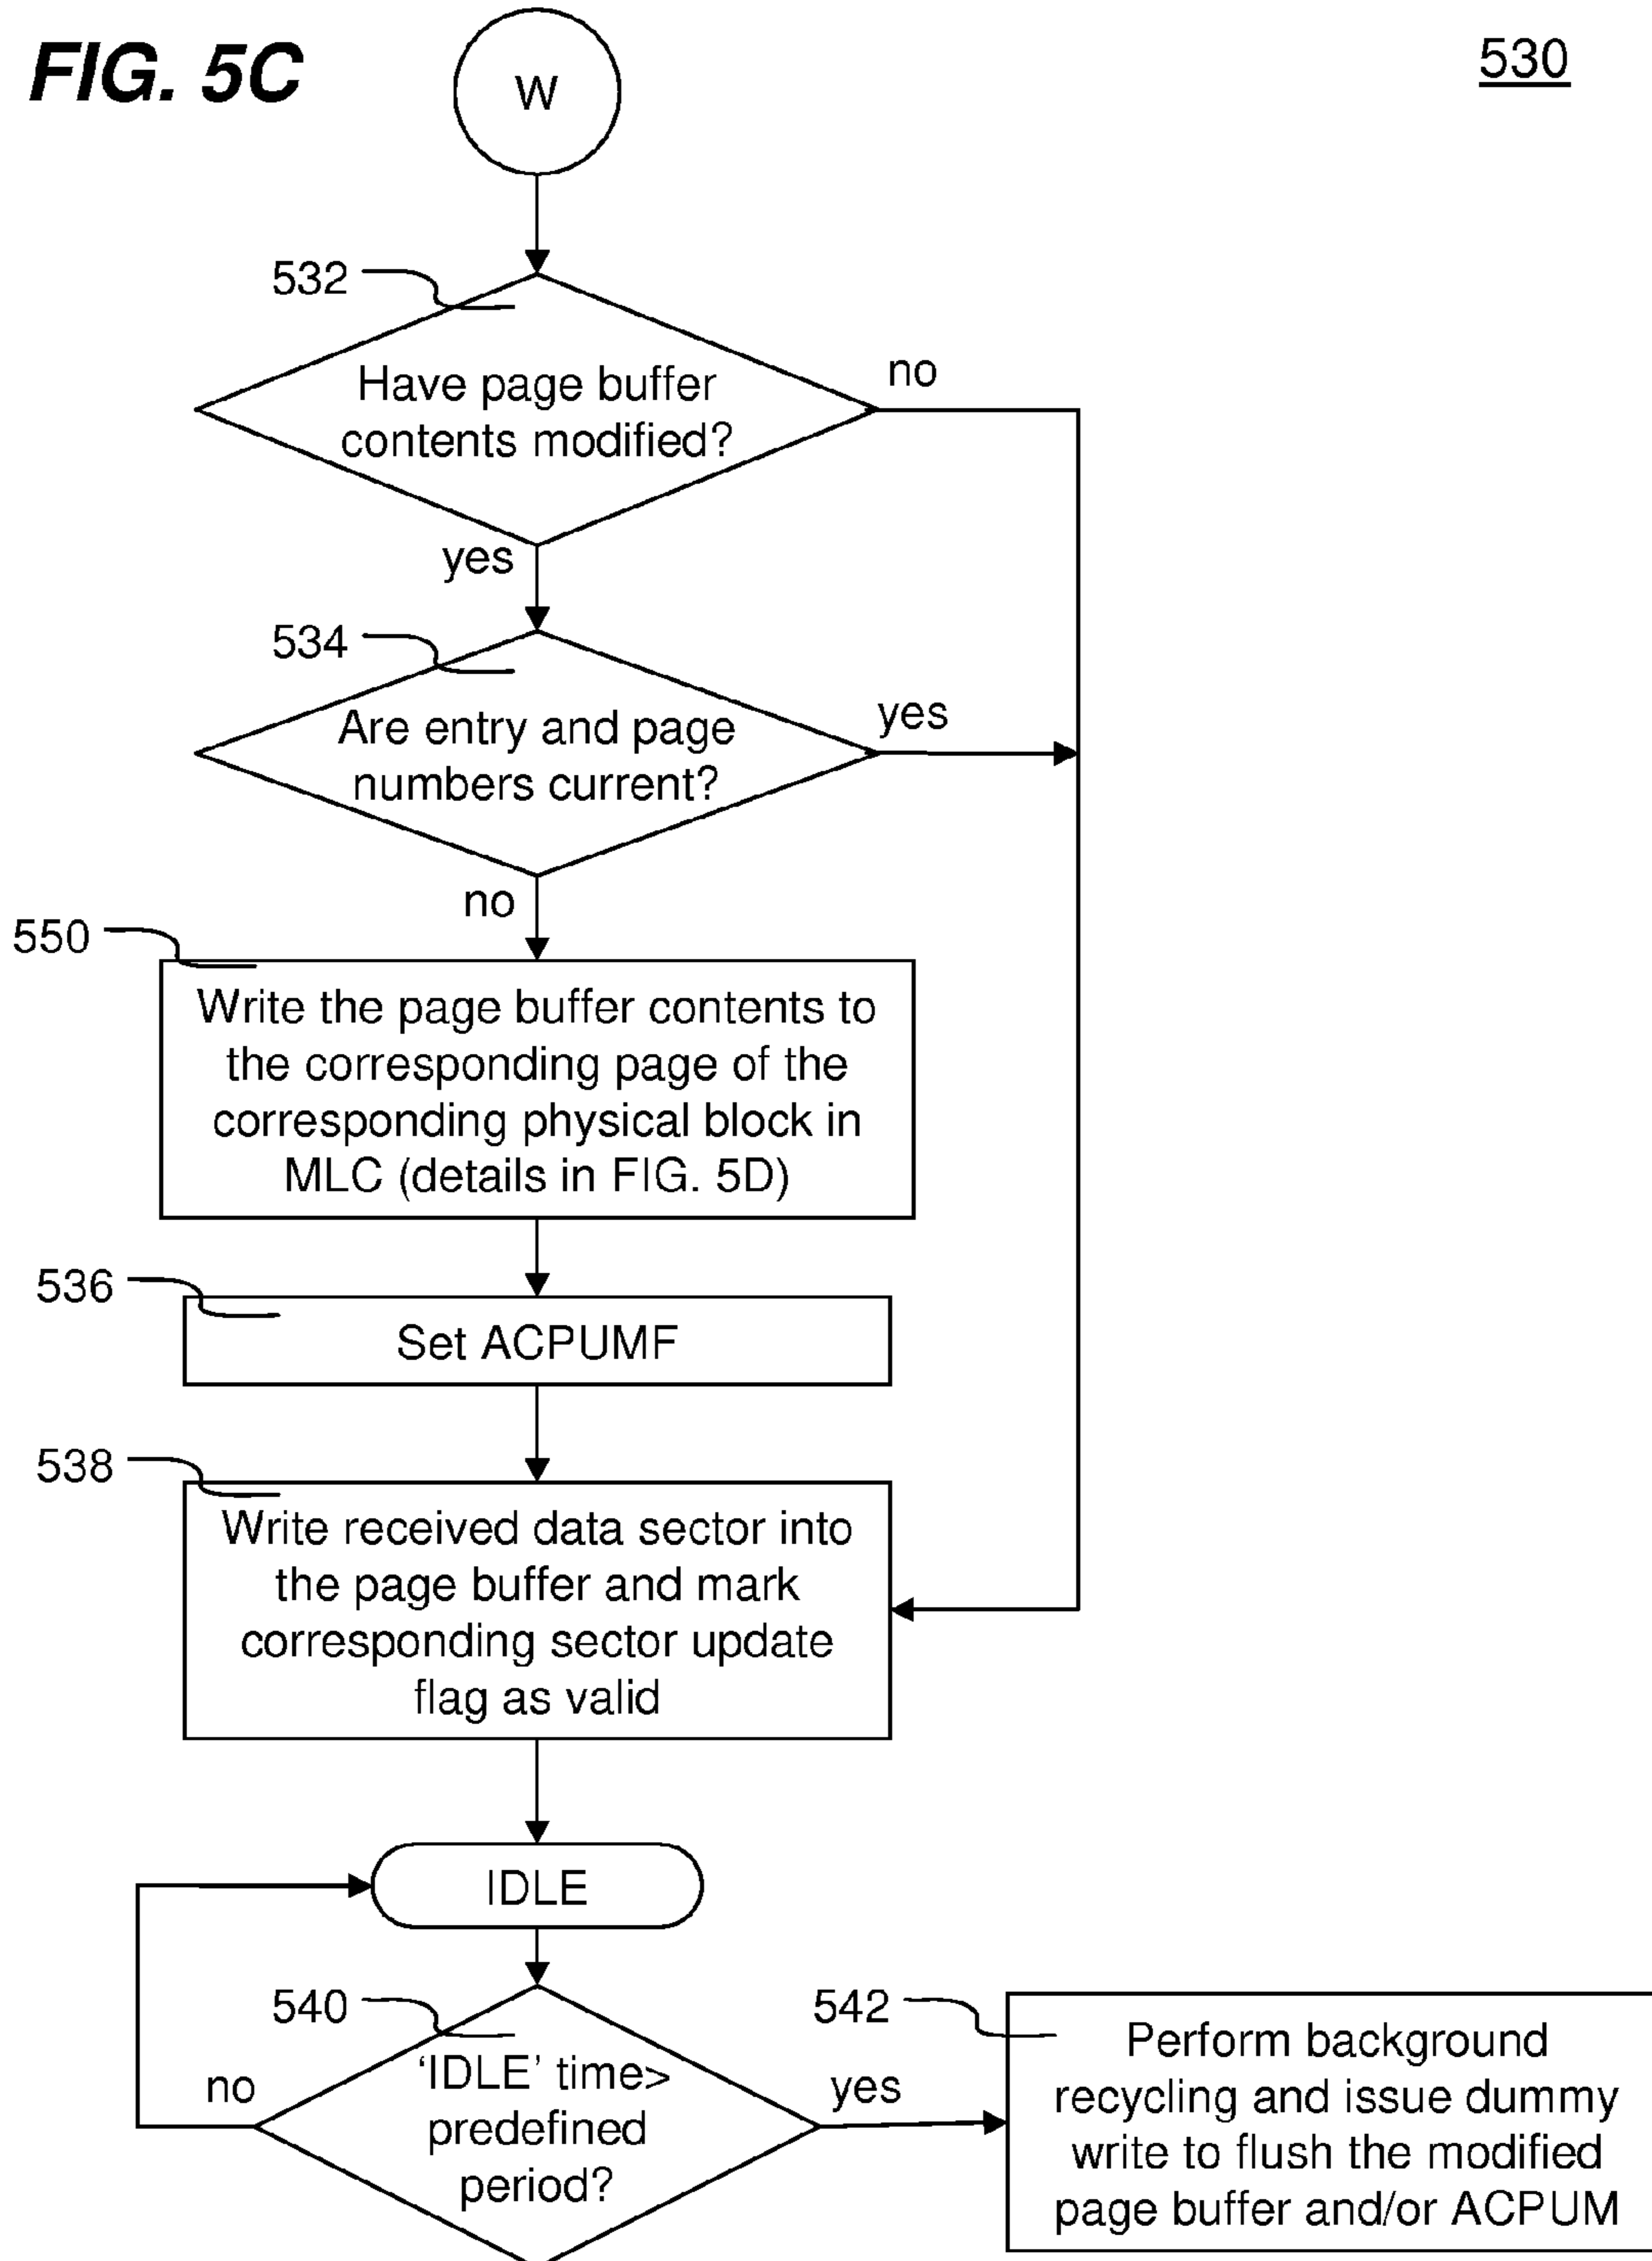 FIG. 5C
530
W
532
Have page buffer
contents modified?
no
yes
534
Are entry and page
numbers current?
yes
no
550
Write the page buffer contents to
the corresponding page of the
corresponding physical block in
MLC (details in FIG. 5D)
536
Set ACPUMF
538
Write received data sector into
the page buffer and mark
corresponding sector update
flag as valid
IDLE
540
‘IDLE’ time>
predefined
period?
no
yes
542
Perform background
recycling and issue dummy
write to flush the modified
page buffer and/or ACPUM